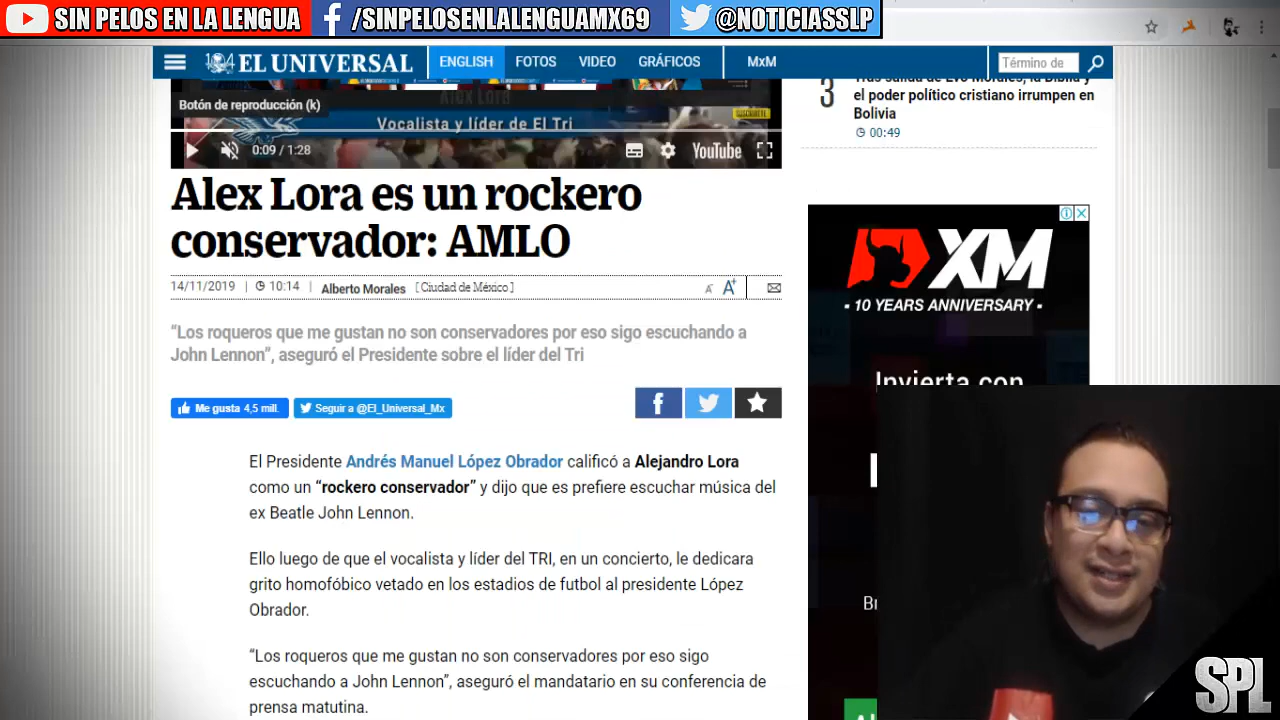 SIN PELOS EN LA LENGUA
/SINPELOSENLALENGUAMX69
@NOTICIASSLP
EL UNIVERSAL
ENGLISH
FOTOS
VIDEO
GRÁFICOS
MxM
Término de
Botón de reproducción (k)
Alex Lora
Vocalista y líder de El Tri
0:09 / 1:28
YouTube
Alex Lora es un rockero
conservador: AMLO
14/11/2019 | 10:14 | Alberto Morales [Ciudad de México]
A- A+
“Los roqueros que me gustan no son conservadores por eso sigo escuchando a
John Lennon”, aseguró el Presidente sobre el líder del Tri
Me gusta 4,5 mill.
Seguir a @El_Universal_Mx
El Presidente Andrés Manuel López Obrador calificó a Alejandro Lora
como un “rockero conservador” y dijo que es prefiere escuchar música del
ex Beatle John Lennon.
Ello luego de que el vocalista y líder del TRI, en un concierto, le dedicara
grito homofóbico vetado en los estadios de futbol al presidente López
Obrador.
“Los roqueros que me gustan no son conservadores por eso sigo
escuchando a John Lennon”, aseguró el mandatario en su conferencia de
prensa matutina.
3
Tras salida de Evo Morales, la Biblia y
el poder político cristiano irrumpen en
Bolivia
00:49
XM
- 10 YEARS ANNIVERSARY -
Invierta con
Br
SPL